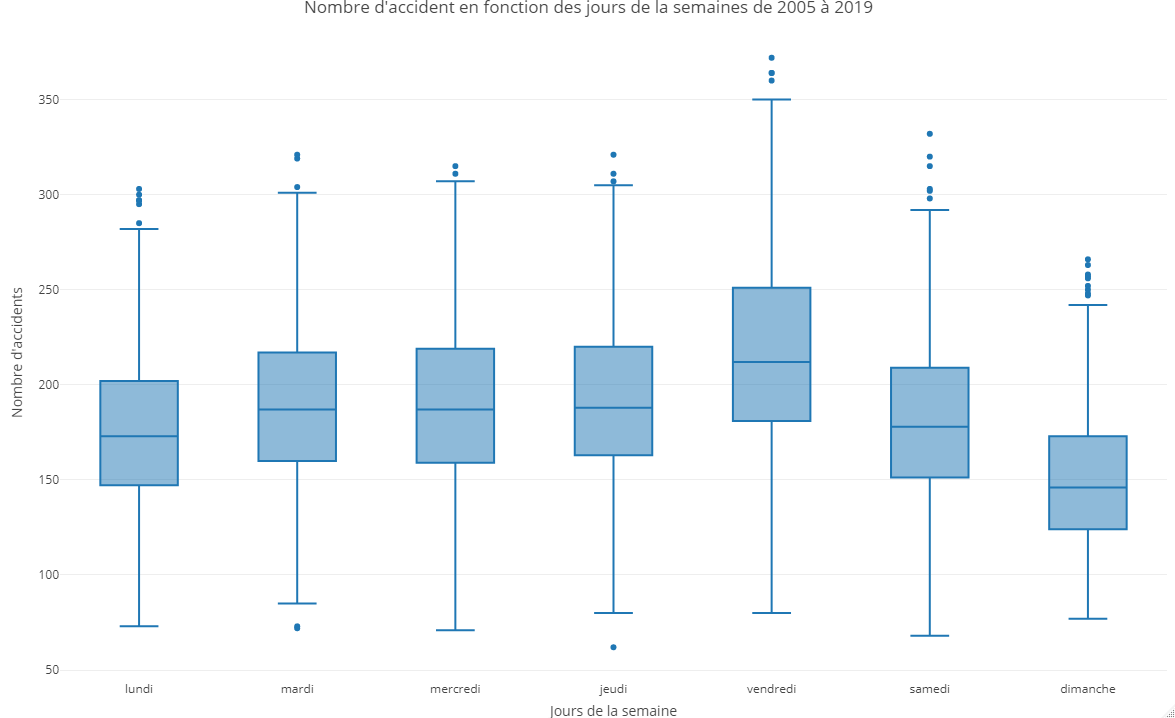 Nombre d'accident en fonction des jours de la semaines de 2005 à 2019
Nombre d'accidents
350
300
250
200
150
100
50
lundi mardi mercredi jeudi vendredi samedi dimanche
Jours de la semaine